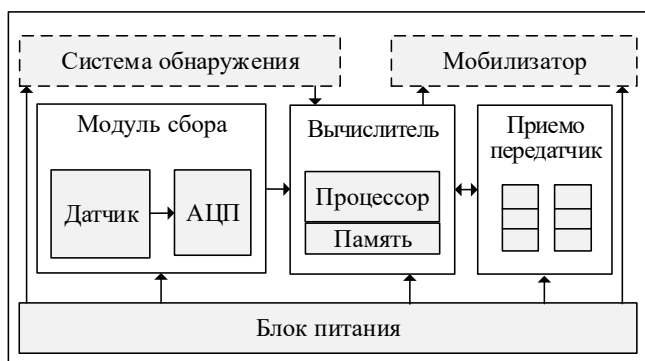 Система обнаружения
Мобилизатор
Модуль сбора
Датчик
АЦП
Вычислитель
Процессор
Память
Приемо
передатчик
Блок питания